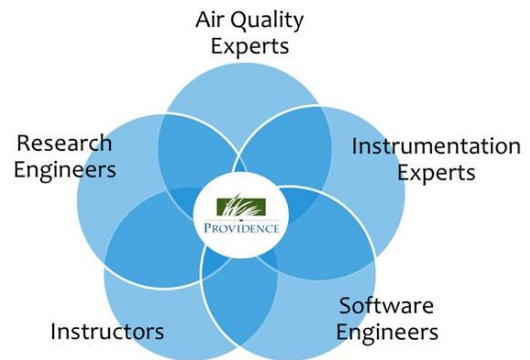 Air Quality
Experts
Research
Engineers
Instrumentation
Experts
PROVIDENCE
Instructors
Software
Engineers